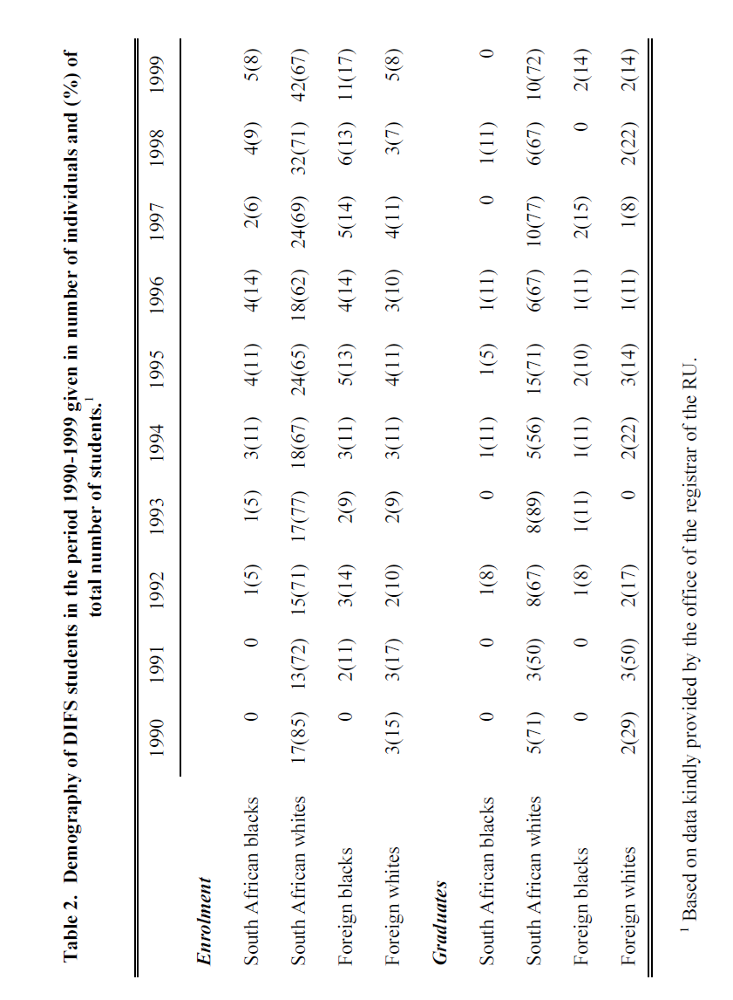 Table 2. Demography of DIFS students in the period 1990-1999 given in number of individuals and (%) of
total number of students.1
1990 1991 1992 1993 1994 1995 1996 1997 1998 1999
Enrolment
South African blacks 0 0 1(5) 1(5) 3(11) 4(11) 4(14) 2(6) 4(9) 5(8)
South African whites 17(85) 13(72) 15(71) 17(77) 18(67) 24(65) 18(62) 24(69) 32(71) 42(67)
Foreign blacks 0 2(11) 3(14) 2(9) 3(11) 5(13) 4(14) 5(14) 6(13) 11(17)
Foreign whites 3(15) 3(17) 2(10) 2(9) 3(11) 4(11) 3(10) 4(11) 3(7) 5(8)
Graduates
South African blacks 0 0 1(8) 0 1(11) 1(5) 1(11) 0 1(11) 0
South African whites 5(71) 3(50) 8(67) 8(89) 5(56) 15(71) 6(67) 10(77) 6(67) 10(72)
Foreign blacks 0 0 1(8) 1(11) 1(11) 2(10) 1(11) 2(15) 0 2(14)
Foreign whites 2(29) 3(50) 2(17) 0 2(22) 3(14) 1(11) 1(8) 2(22) 2(14)
1 Based on data kindly provided by the office of the registrar of the RU.